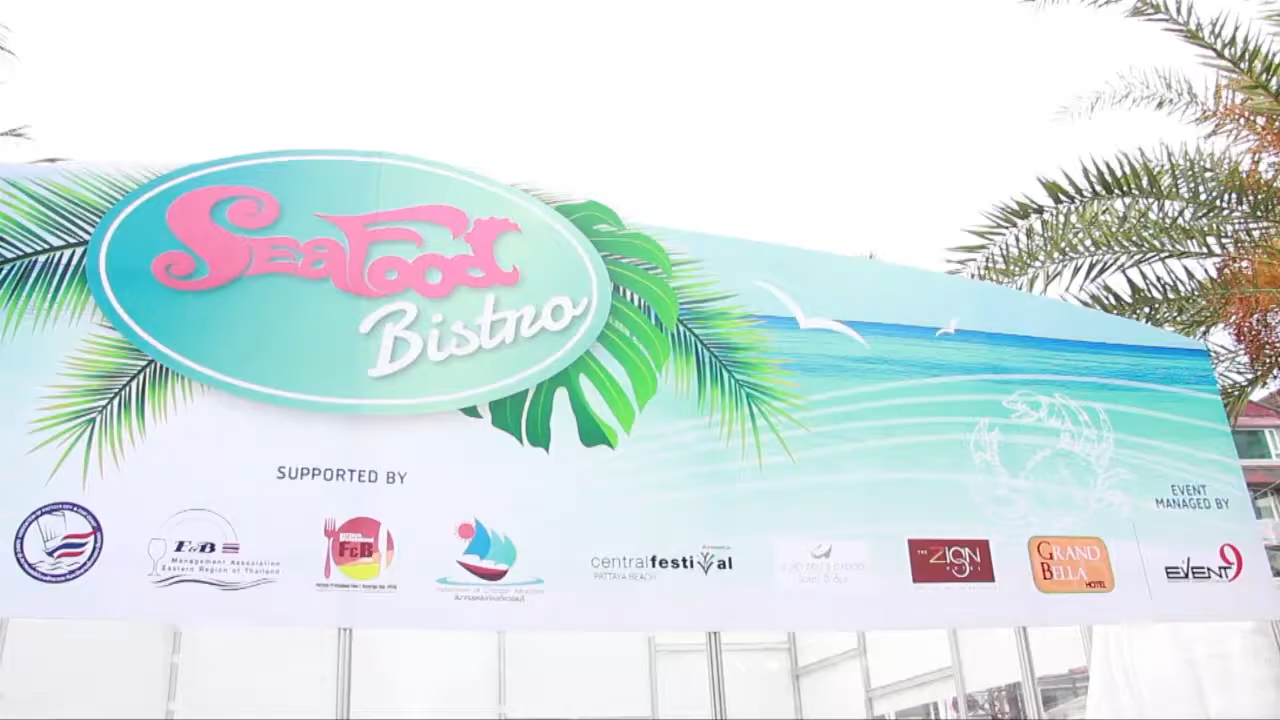 SeaFood
Bistro
SUPPORTED BY
F&B
Management Association
Eastern Region of Thailand
F&B
centralfestival
PATTAYA BEACH
THE ZIGN
HOTEL
GRAND
BELLA
HOTEL
EVENT
MANAGED BY
EVENT9